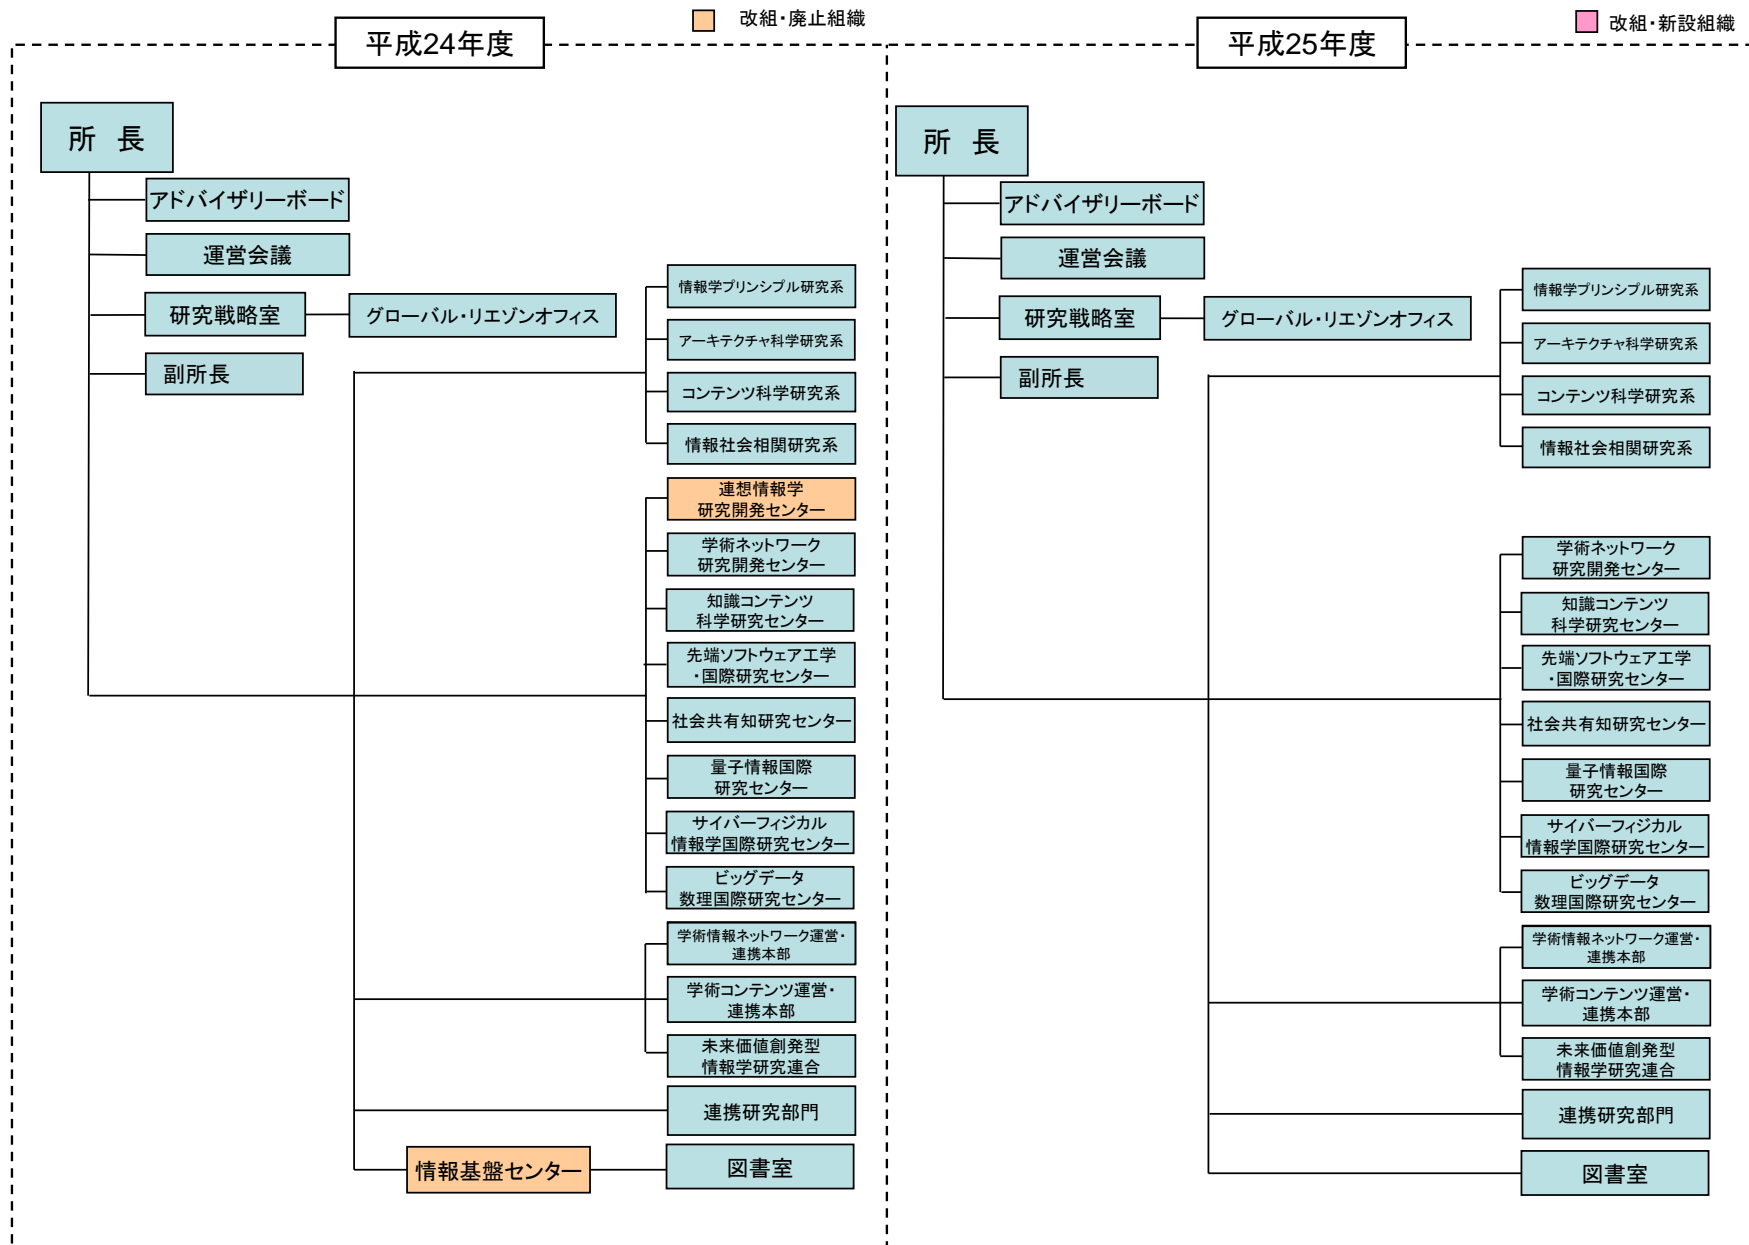 平成24年度
改組・廃止組織
所 長
アドバイザリーボード
運営会議
研究戦略室
グローバル・リエゾンオフィス
副所長
情報学プリンシプル研究系
アーキテクチャ科学研究系
コンテンツ科学研究系
情報社会相関研究系
連想情報学
研究開発センター
学術ネットワーク
研究開発センター
知識コンテンツ
科学研究センター
先端ソフトウェア工学
・国際研究センター
社会共有知研究センター
量子情報国際
研究センター
サイバーフィジカル
情報学国際研究センター
ビッグデータ
数理国際研究センター
学術情報ネットワーク運営・
連携本部
学術コンテンツ運営・
連携本部
未来価値創発型
情報学研究連合
連携研究部門
情報基盤センター
図書室
平成25年度
改組・新設組織
所 長
アドバイザリーボード
運営会議
研究戦略室
グローバル・リエゾンオフィス
副所長
情報学プリンシプル研究系
アーキテクチャ科学研究系
コンテンツ科学研究系
情報社会相関研究系
学術ネットワーク
研究開発センター
知識コンテンツ
科学研究センター
先端ソフトウェア工学
・国際研究センター
社会共有知研究センター
量子情報国際
研究センター
サイバーフィジカル
情報学国際研究センター
ビッグデータ
数理国際研究センター
学術情報ネットワーク運営・
連携本部
学術コンテンツ運営・
連携本部
未来価値創発型
情報学研究連合
連携研究部門
図書室